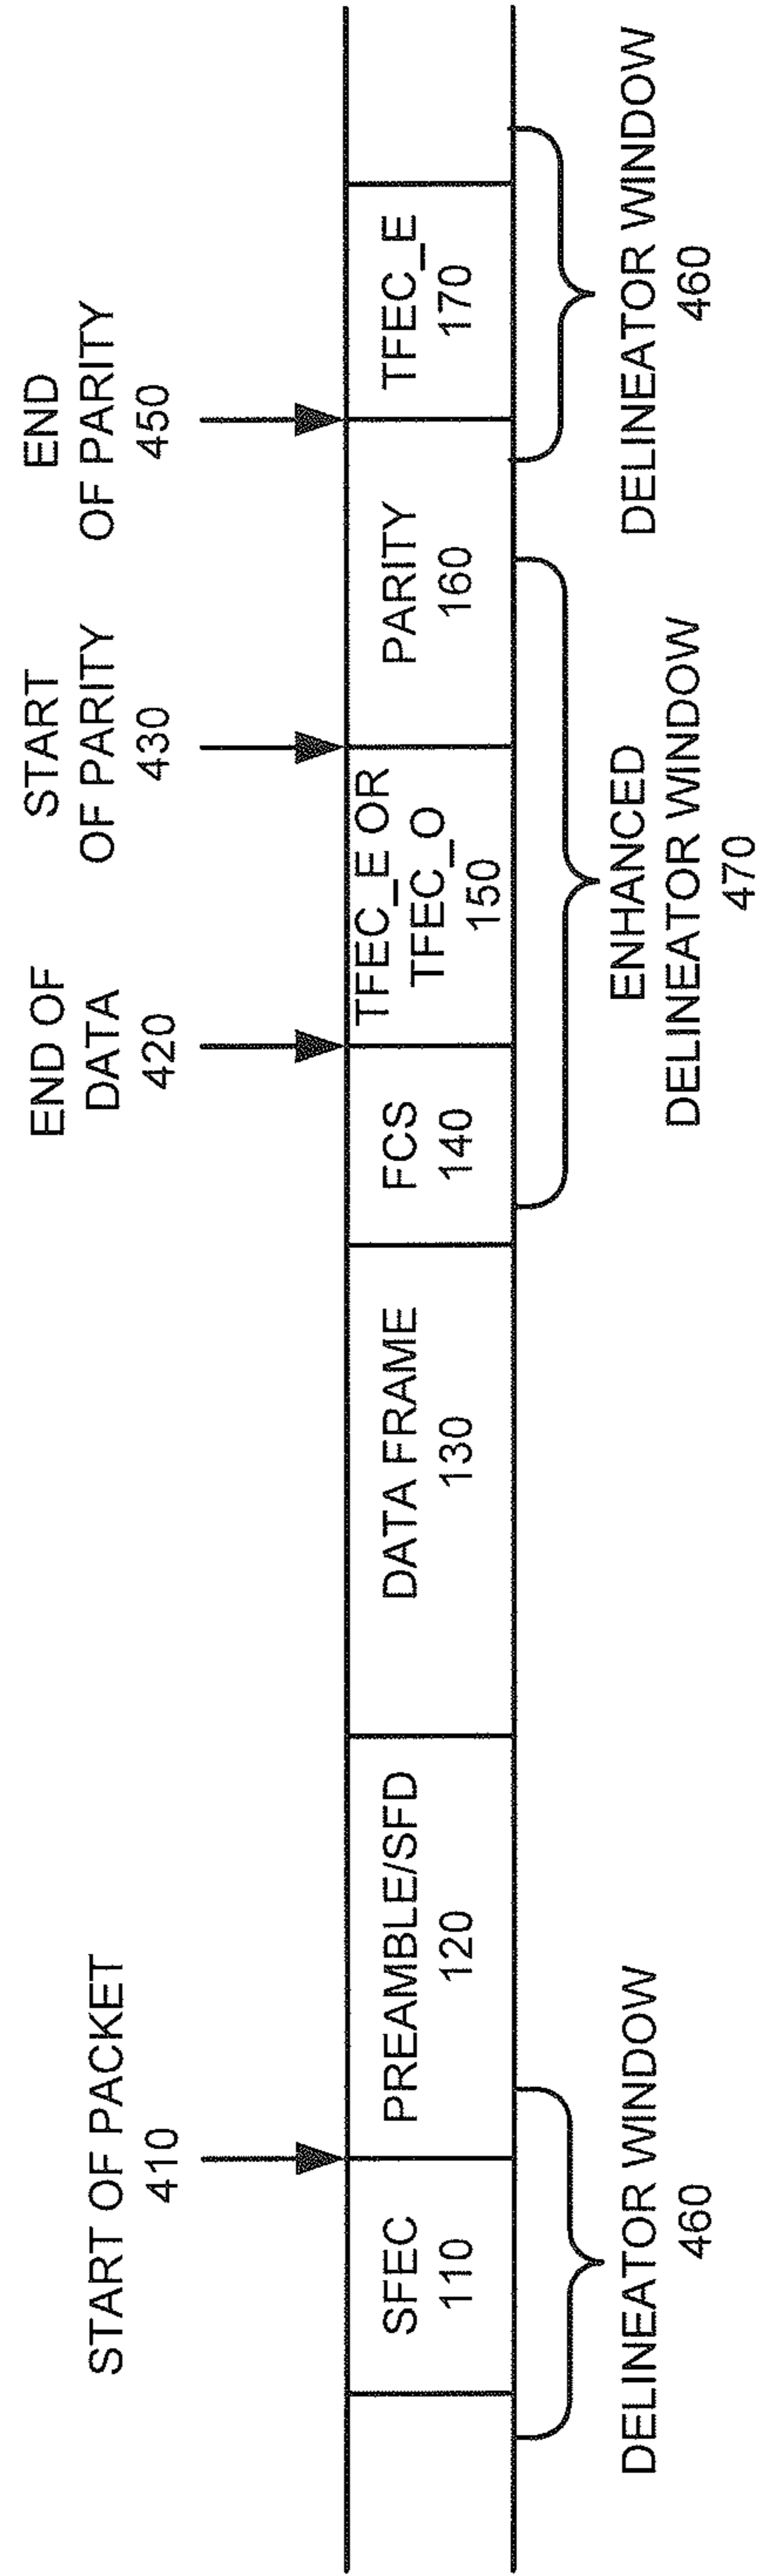 START OF PACKET
410
END OF
DATA
420
START
OF PARITY
430
END
OF PARITY
450
SFEC
110
PREAMBLE/SFD
120
DATA FRAME
130
FCS
140
TFEC_E OR
TFEC_O
150
PARITY
160
TFEC_E
170
DELINEATOR WINDOW
460
ENHANCED
DELINEATOR WINDOW
470
DELINEATOR WINDOW
460